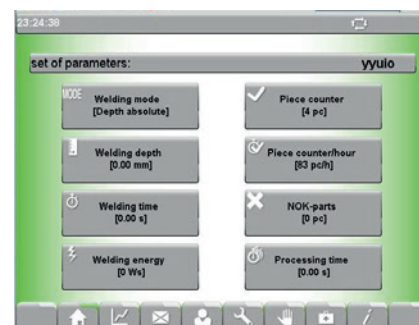 23:24:38
set of parameters: yyuio
MODE Welding mode
[Depth absolute]
Piece counter
[4 pc]
Welding depth
[0.00 mm]
Piece counter/hour
[83 pc/h]
Welding time
[0.00 s]
NOK-parts
[0 pc]
Welding energy
[0 Ws]
Processing time
[0.00 s]